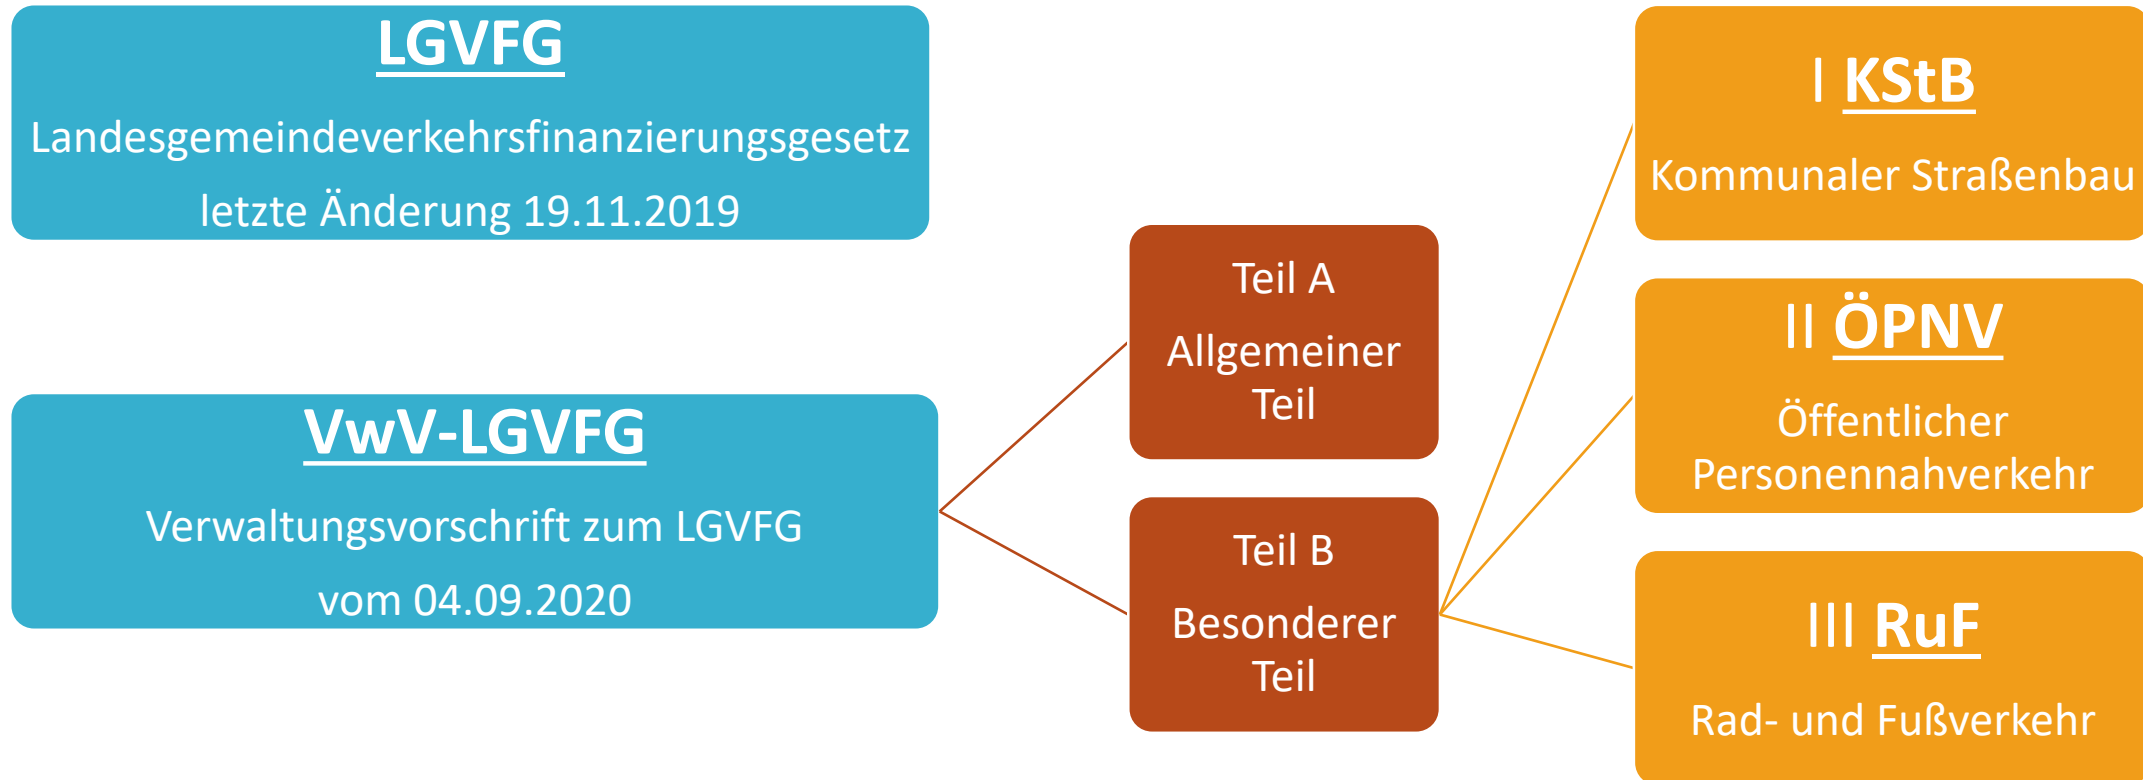 LGVFG
Landesgemeindeverkehrsfinanzierungsgesetz
letzte Änderung 19.11.2019
VwV-LGVFG
Verwaltungsvorschrift zum LGVFG
vom 04.09.2020
Teil A
Allgemeiner
Teil
Teil B
Besonderer
Teil
I KStB
Kommunaler Straßenbau
II ÖPNV
Öffentlicher
Personennahverkehr
III RuF
Rad- und Fußverkehr